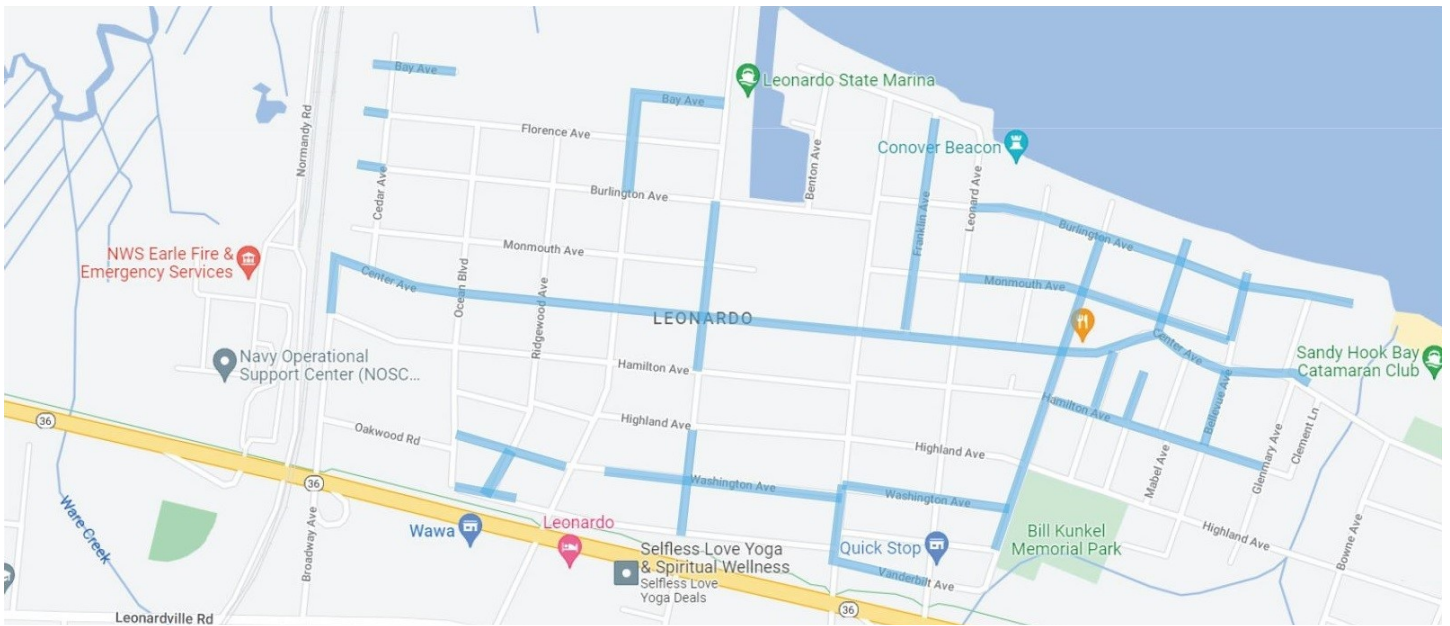 Bay Ave
Leonardo State Marina
Bay Ave
Normandy Rd
Florence Ave
Conover Beacon
Benton Ave
Cedar Ave
Burlington Ave
Franklin Ave
Leonard Ave
Burlington Ave
NWS Earle Fire &
Emergency Services
Monmouth Ave
Center Ave
Ocean Blvd
Monmouth Ave
Ridgewood Ave
LEONARDO
Center Ave
Navy Operational
Support Center (NOSC...
Hamilton Ave
Sandy Hook Bay
Catamaran Club
Hamilton Ave
Bellevue Ave
36
Oakwood Rd
Highland Ave
Highland Ave
Clement Ln
Glenmary Ave
Mabel Ave
36
Washington Ave
Washington Ave
Ware Creek
Broadway Ave
Wawa
Leonardo
Selfless Love Yoga
& Spiritual Wellness
Selfless Love
Yoga Deals
Quick Stop
Bill Kunkel
Memorial Park
Highland Ave
Bowne Ave
Vanderbilt Ave
36
Leonardville Rd